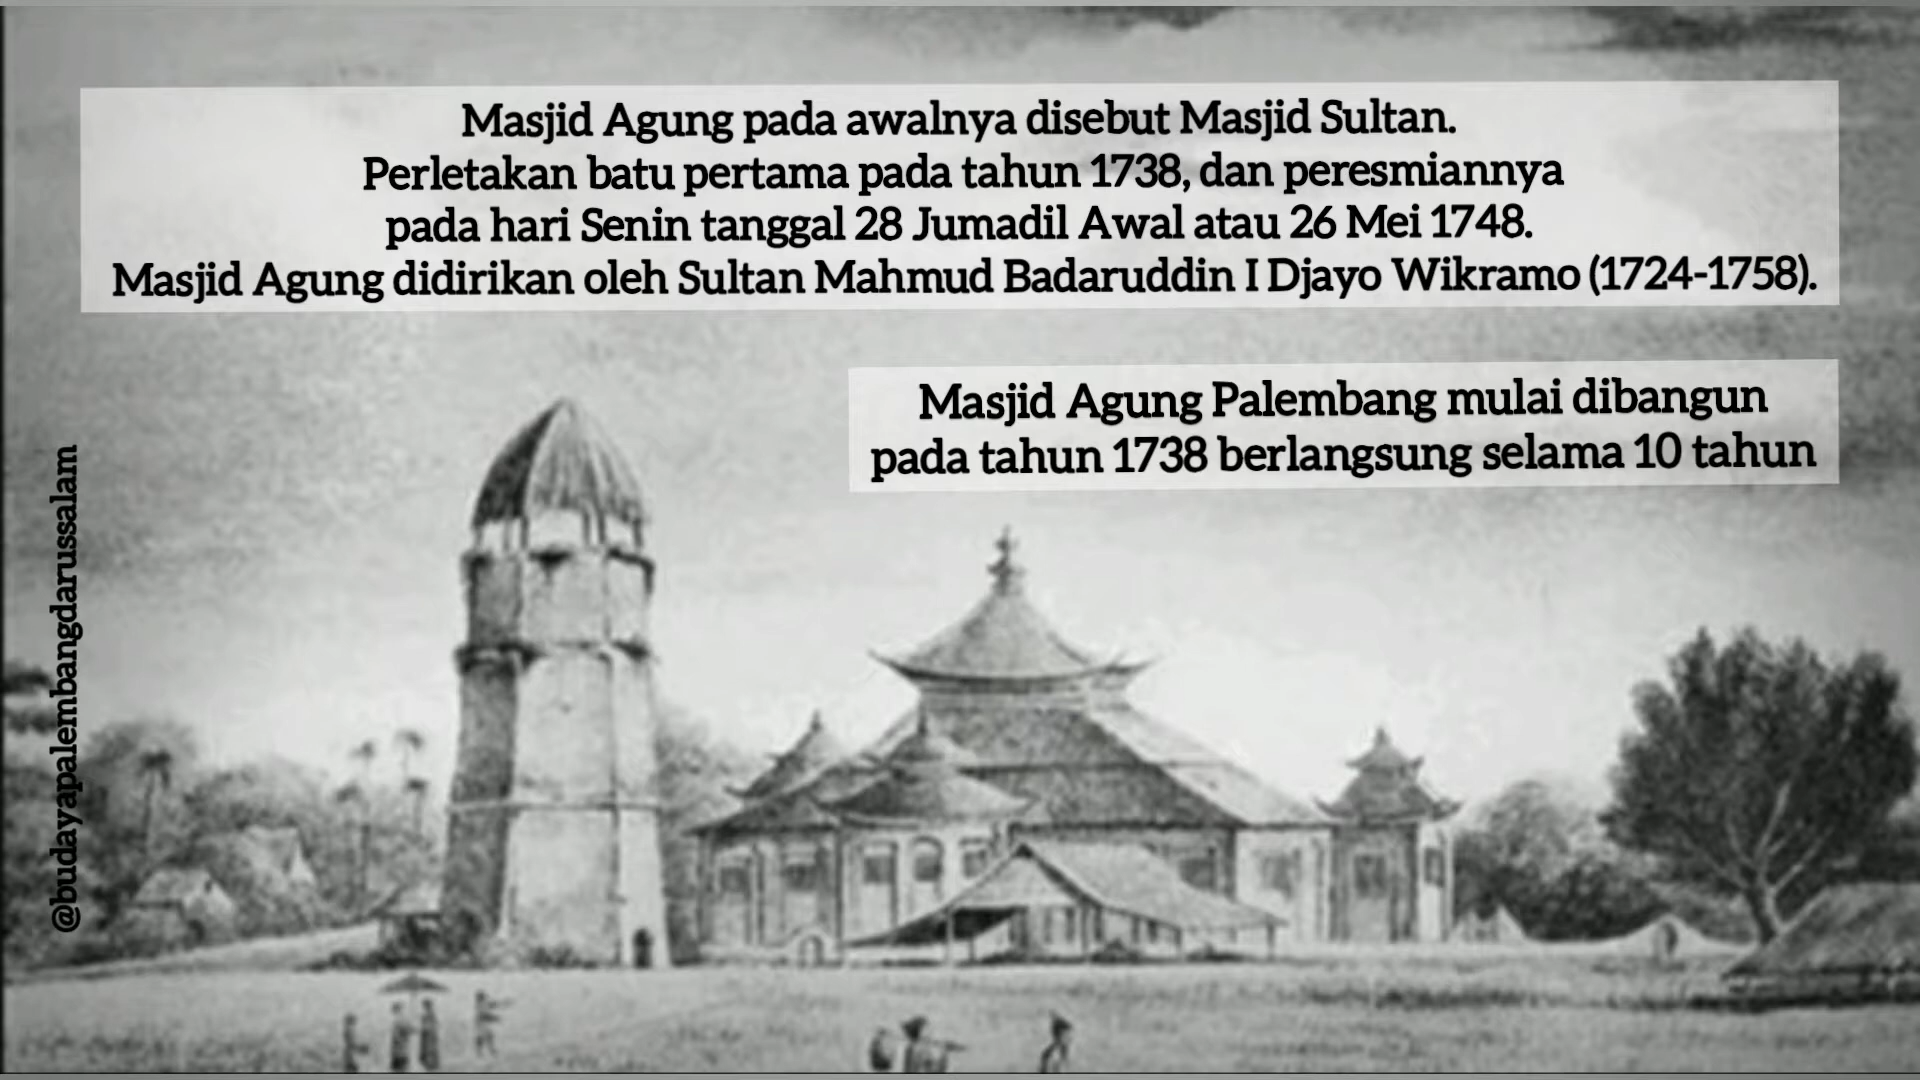 Masjid Agung pada awalnya disebut Masjid Sultan.
Perletakan batu pertama pada tahun 1738, dan peresmiannya
pada hari Senin tanggal 28 Jumadil Awal atau 26 Mei 1748.
Masjid Agung didirikan oleh Sultan Mahmud Badaruddin I Djayo Wikramo (1724-1758).
Masjid Agung Palembang mulai dibangun
pada tahun 1738 berlangsung selama 10 tahun
@budayapalembangdarussalam